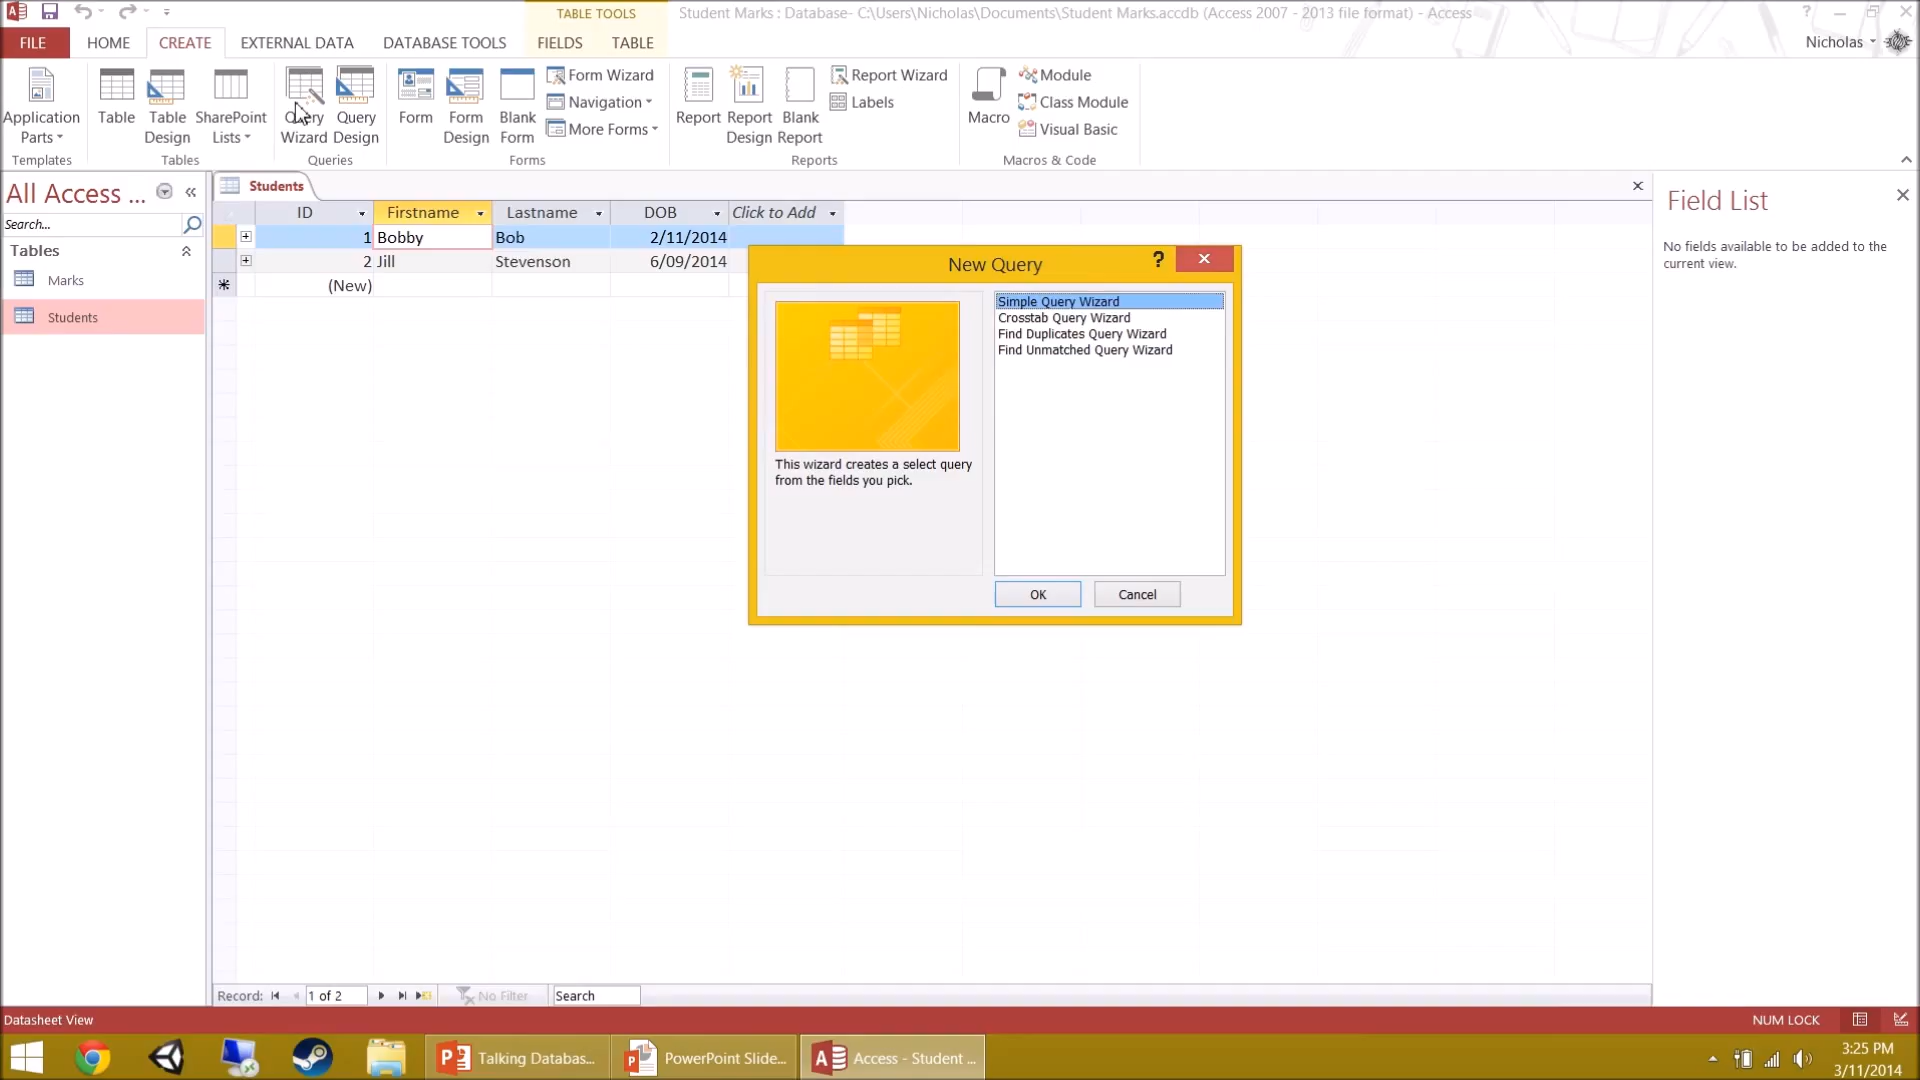 TABLE TOOLS
Student Marks : Database- C:\Users\Nicholas\Documents\Student Marks.accdb (Access 2007 - 2013 file format) - Access
?
FILE
HOME
CREATE
EXTERNAL DATA
DATABASE TOOLS
FIELDS
TABLE
Nicholas
Application
Parts
Table
Table
Design
SharePoint
Lists
Query
Wizard
Query
Design
Form
Form
Design
Blank
Form
Form Wizard
Navigation
More Forms
Report
Report
Design
Blank
Report
Report Wizard
Labels
Macro
Module
Class Module
Visual Basic
Templates
Tables
Queries
Forms
Reports
Macros & Code
All Access ...
Search...
Tables
Marks
Students
Students
ID
Firstname
Lastname
DOB
Click to Add
1
Bobby
Bob
2/11/2014
2
Jill
Stevenson
6/09/2014
(New)
New Query
?
Simple Query Wizard
Crosstab Query Wizard
Find Duplicates Query Wizard
Find Unmatched Query Wizard
This wizard creates a select query
from the fields you pick.
OK
Cancel
Field List
No fields available to be added to the
current view.
Record:
1 of 2
No Filter
Search
Datasheet View
NUM LOCK
Talking Databas...
PowerPoint Slide...
Access - Student ...
3:25 PM
3/11/2014